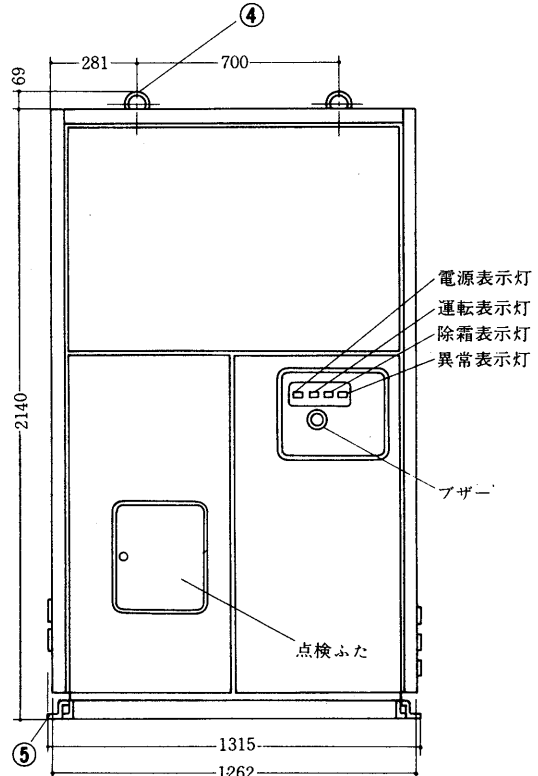 ④
281
700
69
2140
電源表示灯
運転表示灯
除霜表示灯
異常表示灯
ブザー
点検ふた
⑤
1315
1262